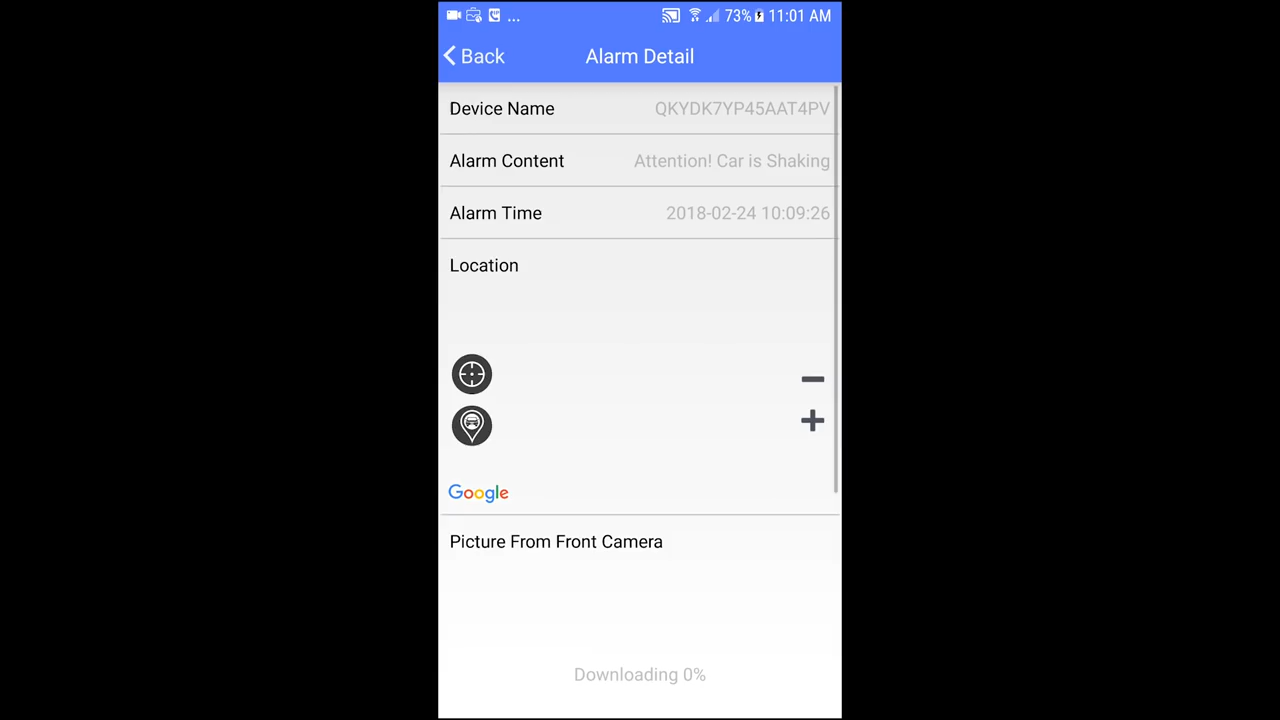 ... 73% 11:01 AM
Back Alarm Detail
Device Name QKYDK7YP45AAT4PV
Alarm Content Attention! Car is Shaking
Alarm Time 2018-02-24 10:09:26
Location
Google
Picture From Front Camera
Downloading 0%